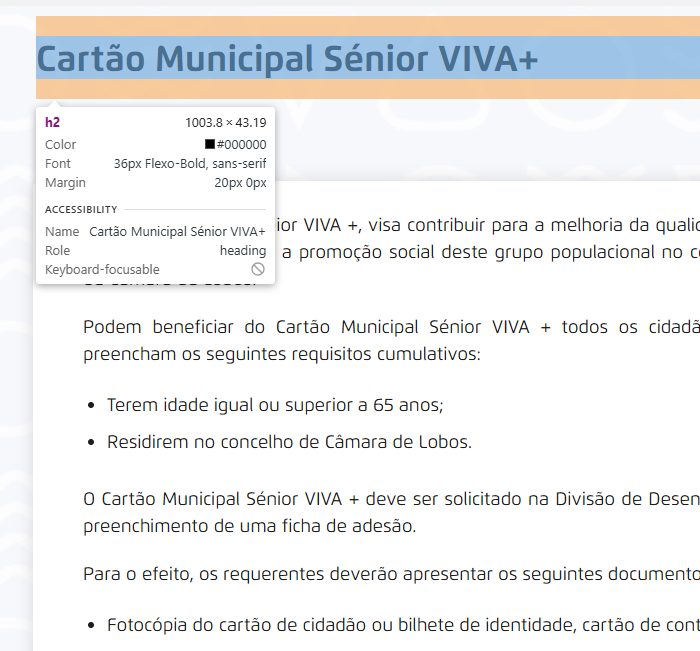 Cartão Municipal Sénior VIVA+
h2 1003.8 × 43.19
Color #000000
Font 36px Flexo-Bold, sans-serif
Margin 20px 0px
ACCESSIBILITY
Name Cartão Municipal Sénior VIVA+
Role heading
Keyboard-focusable
ior VIVA +, visa contribuir para a melhoria da
a promoção social deste grupo populacional no
Podem beneficiar do Cartão Municipal Sénior VIVA + todos os
preencham os seguintes requisitos cumulativos:
• Terem idade igual ou superior a 65 anos;
• Residirem no concelho de Câmara de Lobos.
O Cartão Municipal Sénior VIVA + deve ser solicitado na Divisão de Desen
preenchimento de uma ficha de adesão.
Para o efeito, os requerentes deverão apresentar os seguintes documento
• Fotocópia do cartão de cidadão ou bilhete de identidade, cartão de cont